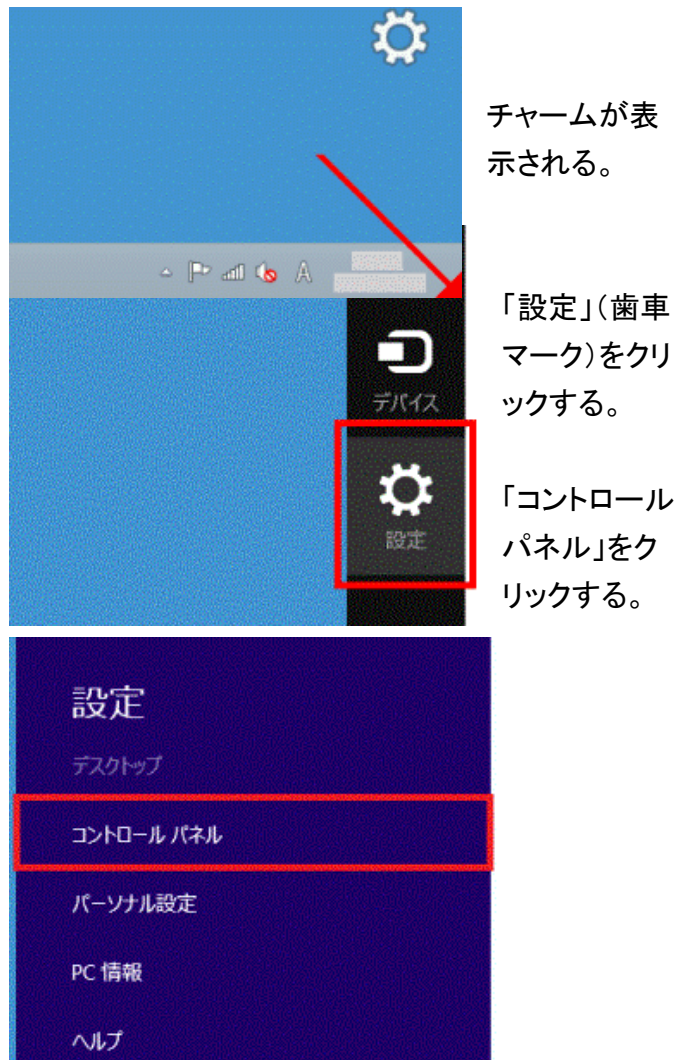 チャームが表
示される。
A
「設定」(歯車
マーク)をクリ
ックする。
デバイス
設定
「コントロール
パネル」をク
リックする。
設定
デスクトップ
コントロール パネル
パーソナル設定
PC 情報
ヘルプ